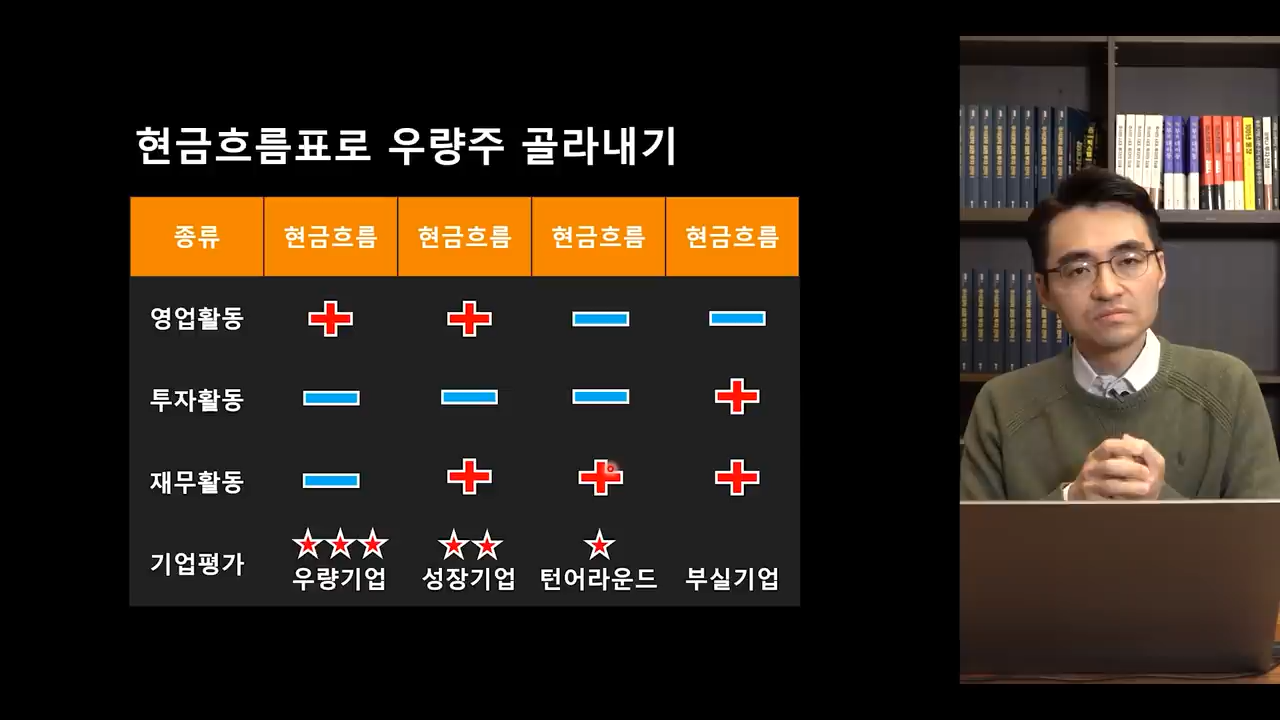 현금흐름표로 우량주 골라내기
종류 현금흐름 현금흐름 현금흐름 현금흐름
영업활동
투자활동
재무활동
기업평가
우량기업 성장기업 턴어라운드 부실기업